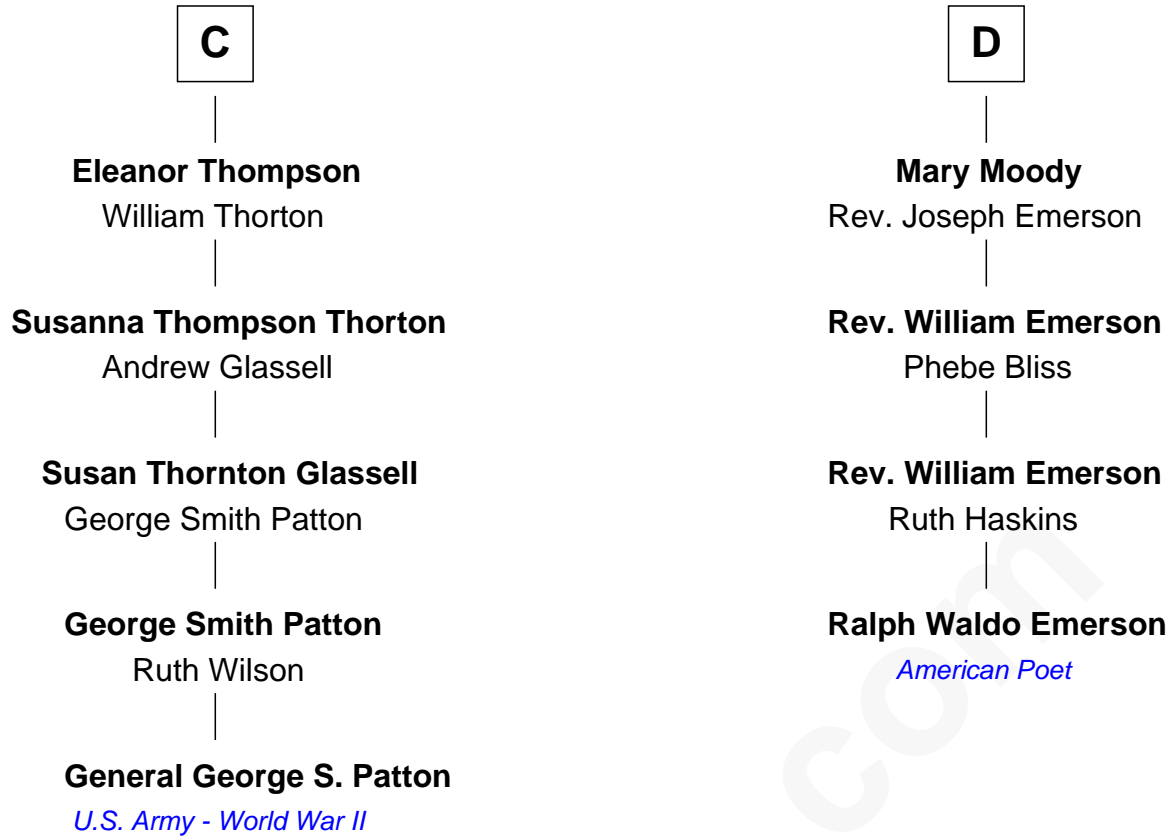 C
Eleanor Thompson
William Thorton
Susanna Thompson Thorton
Andrew Glassell
Susan Thornton Glassell
George Smith Patton
George Smith Patton
Ruth Wilson
General George S. Patton
U.S. Army - World War II
D
Mary Moody
Rev. Joseph Emerson
Rev. William Emerson
Phebe Bliss
Rev. William Emerson
Ruth Haskins
Ralph Waldo Emerson
American Poet
com